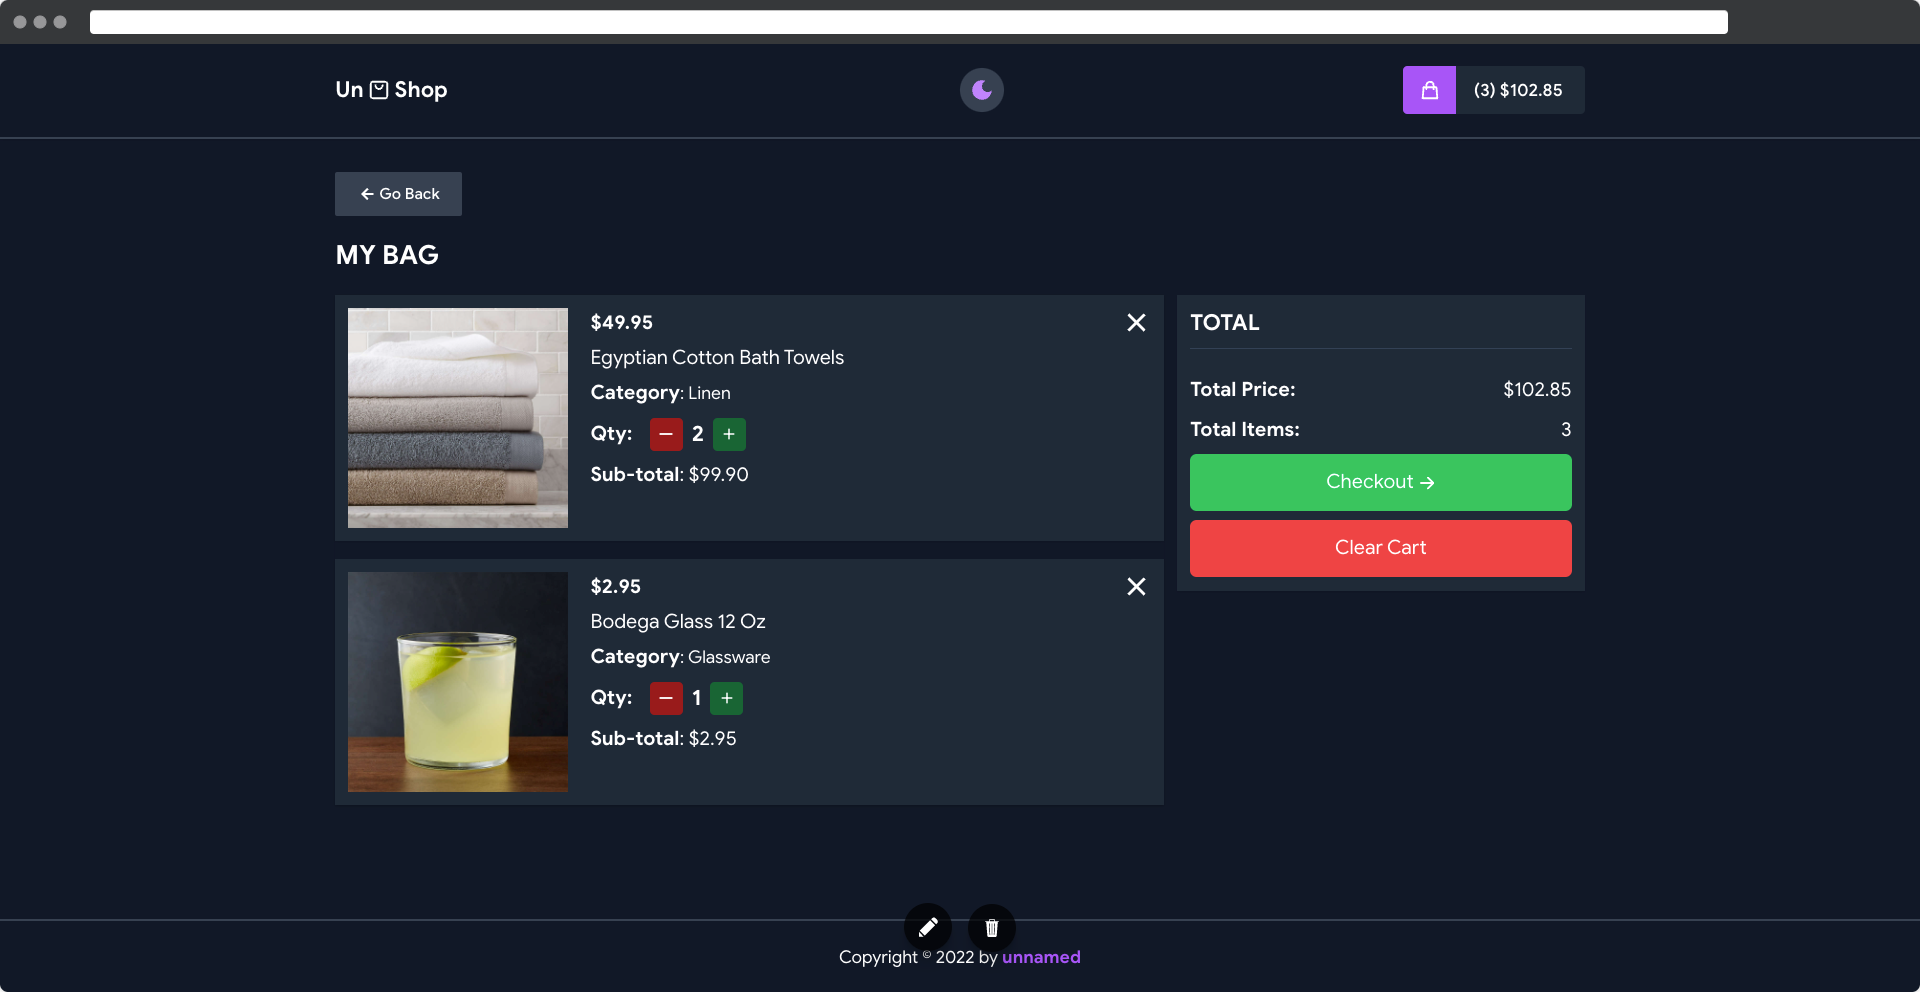 Un Shop
(3) $102.85
← Go Back
MY BAG
$49.95
Egyptian Cotton Bath Towels
Category: Linen
Qty: − 2 +
Sub-total: $99.90
$2.95
Bodega Glass 12 Oz
Category: Glassware
Qty: − 1 +
Sub-total: $2.95
TOTAL
Total Price: $102.85
Total Items: 3
Checkout →
Clear Cart
Copyright © 2022 by unnamed